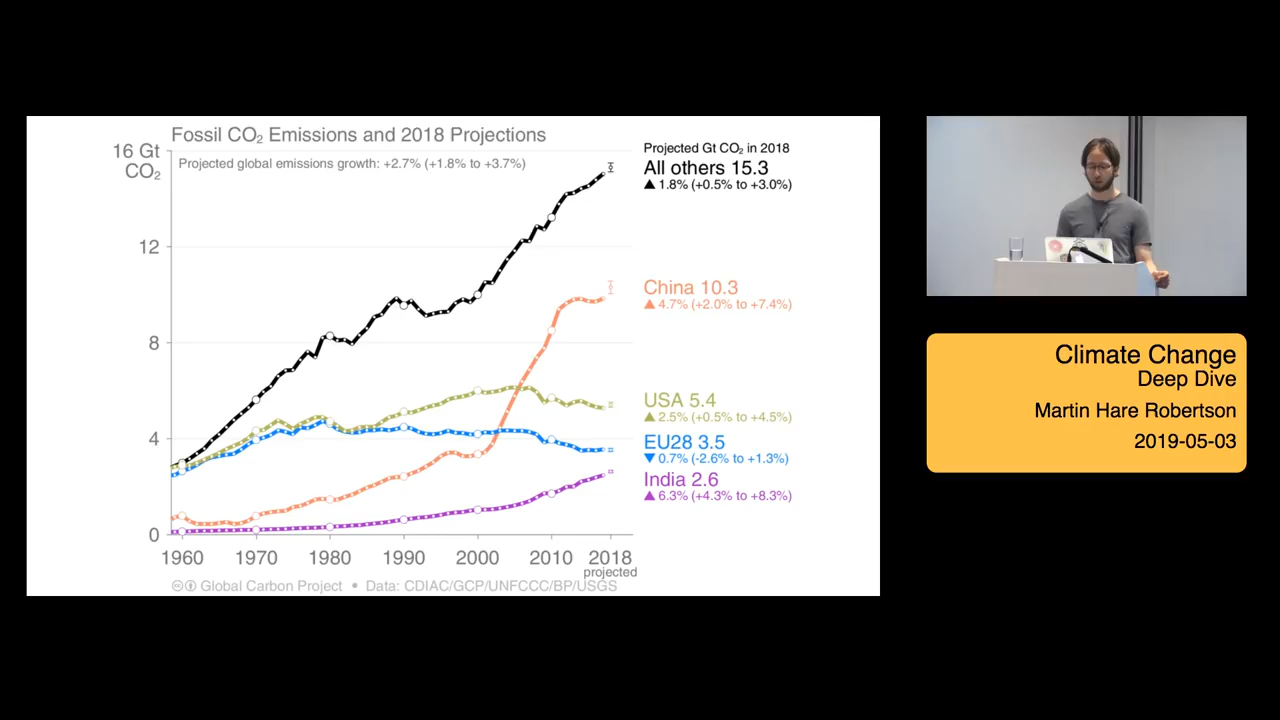 Fossil CO₂ Emissions and 2018 Projections
16 Gt
CO₂
Projected global emissions growth: +2.7% (+1.8% to +3.7%)
12
8
4
0
1960 1970 1980 1990 2000 2010 2018
projected
Global Carbon Project • Data: CDIAC/GCP/UNFCCC/BP/USGS
Projected Gt CO₂ in 2018
All others 15.3
▲ 1.8% (+0.5% to +3.0%)
China 10.3
▲ 4.7% (+2.0% to +7.4%)
USA 5.4
▲ 2.5% (+0.5% to +4.5%)
EU28 3.5
▼ 0.7% (-2.6% to +1.3%)
India 2.6
▲ 6.3% (+4.3% to +8.3%)
Climate Change
Deep Dive
Martin Hare Robertson
2019-05-03